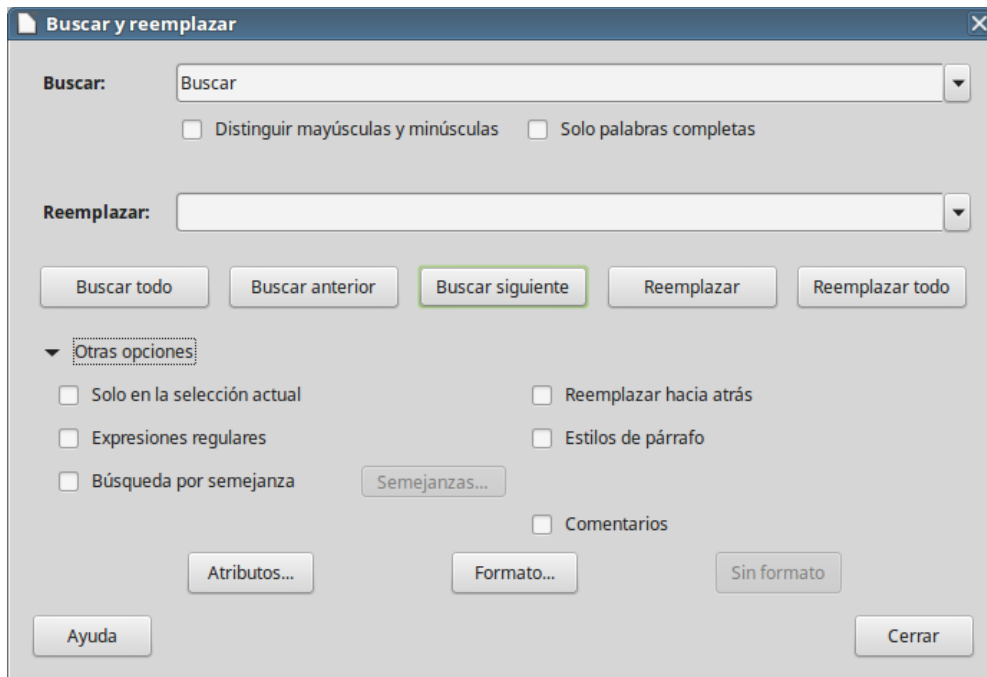 Buscar y reemplazar
Buscar: Buscar
Distinguir mayúsculas y minúsculas Solo palabras completas
Reemplazar:
Buscar todo Buscar anterior Buscar siguiente Reemplazar Reemplazar todo
Otras opciones
Solo en la selección actual Reemplazar hacia atrás
Expresiones regulares Estilos de párrafo
Búsqueda por semejanza Semejanzas...
Comentarios
Atributos... Formato... Sin formato
Ayuda Cerrar